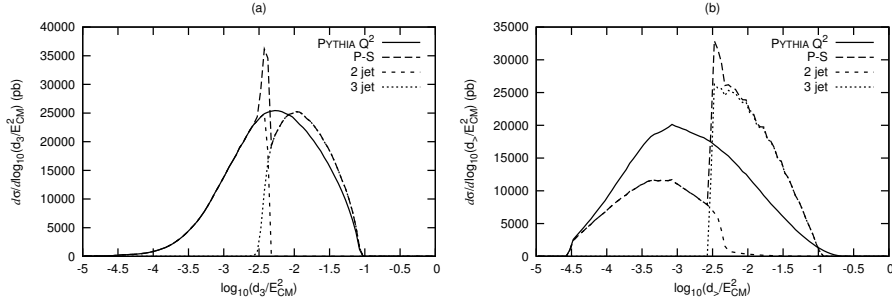 (a)
dσ/dlog₁₀(d₃/E²CM) (pb)
40000
35000
30000
25000
20000
15000
10000
5000
0
PYTHIA Q²
P-S
2 jet
3 jet
-5 -4.5 -4 -3.5 -3 -2.5 -2 -1.5 -1 -0.5 0
log₁₀(d₃/E²CM)
(b)
dσ/dlog₁₀(d>/E²CM) (pb)
35000
30000
25000
20000
15000
10000
5000
0
PYTHIA Q²
P-S
2 jet
3 jet
-5 -4.5 -4 -3.5 -3 -2.5 -2 -1.5 -1 -0.5 0
log₁₀(d>/E²CM)